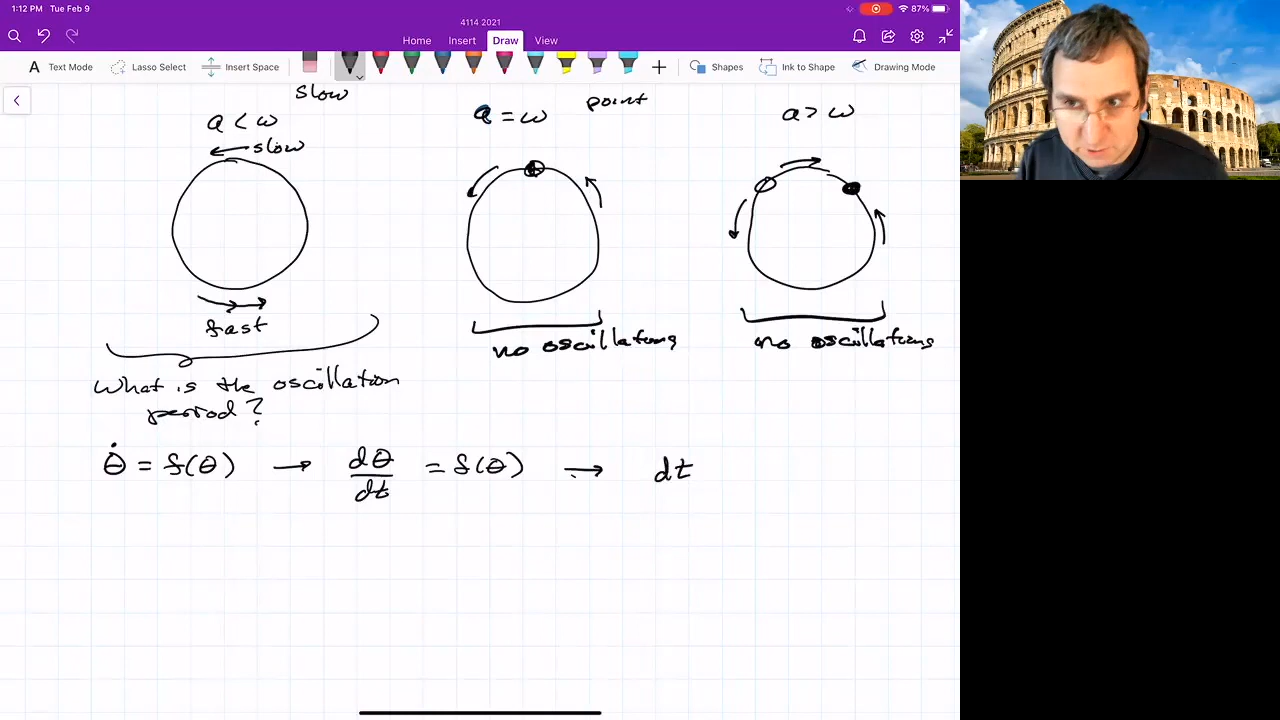 1:12 PM Tue Feb 9
87%
4114 2021
Home Insert Draw View
A Text Mode Lasso Select Insert Space Shapes Ink to Shape Drawing Mode
slow
point
a < ω
a = ω
a > ω
slow
fast
no oscillations
no oscillations
What is the oscillation
period?
θ̇ = f(θ) → dθ/dt = f(θ) → dt